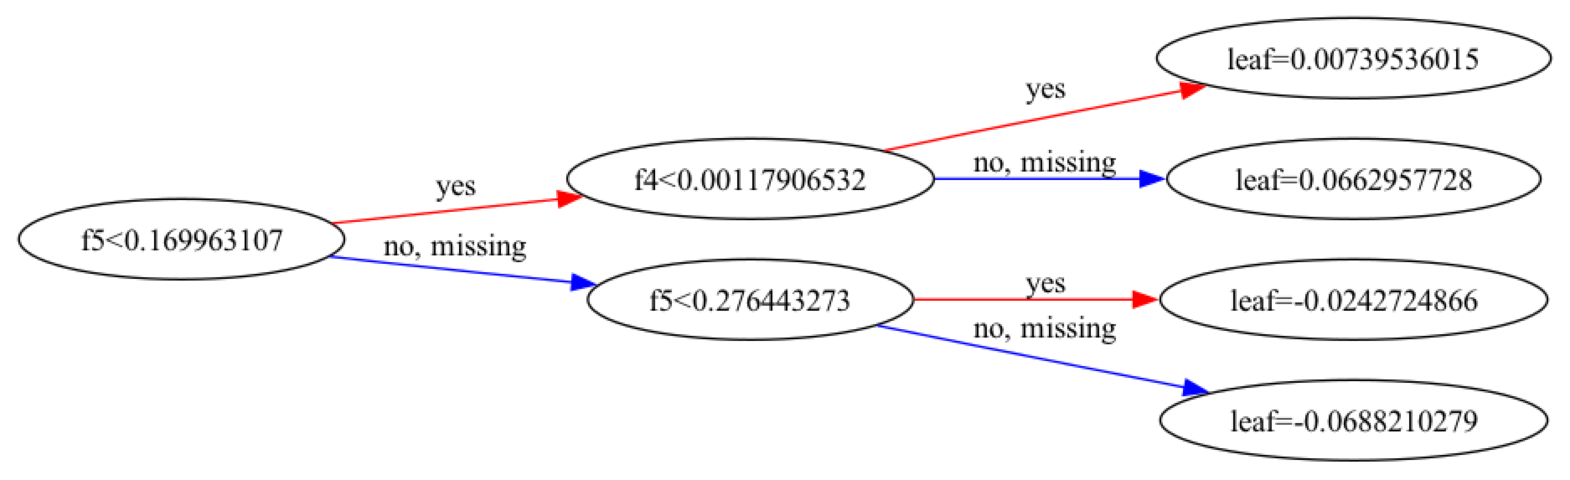 leaf=0.00739536015
yes
f4<0.00117906532
no, missing
leaf=0.0662957728
yes
f5<0.169963107
no, missing
f5<0.276443273
yes
leaf=-0.0242724866
no, missing
leaf=-0.0688210279